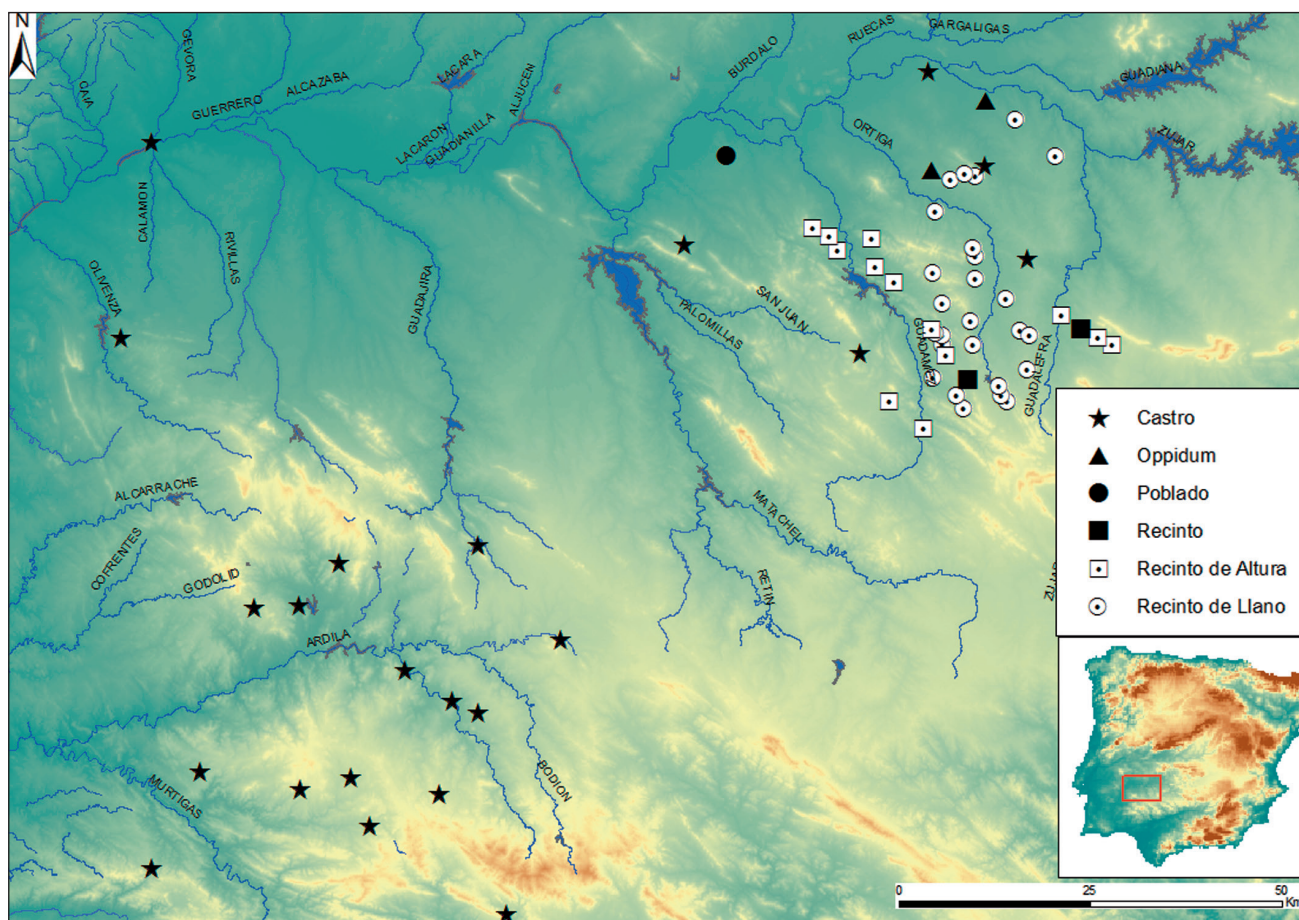 N
CAIA
GEVORA
GUERRERO
ALCAZABA
LACARA
LACARON
GUADIANILLA
ALJUCEN
BURDALO
RUECAS
GARGALIGAS
GUADIANA
ZUJAR
ORTIGA
CALAMON
RIVILLAS
OLIVENZA
GUADAJIRA
PALOMILLAS
SAN JUAN
GUADAMEZ
GUADALEFRA
ALCARRACHE
COFRENTES
GODOLID
MATACHEL
RETIN
ZUJAR
ARDILA
BODION
MURTIGAS
Castro
Oppidum
Poblado
Recinto
Recinto de Altura
Recinto de Llano
0 25 50
Km